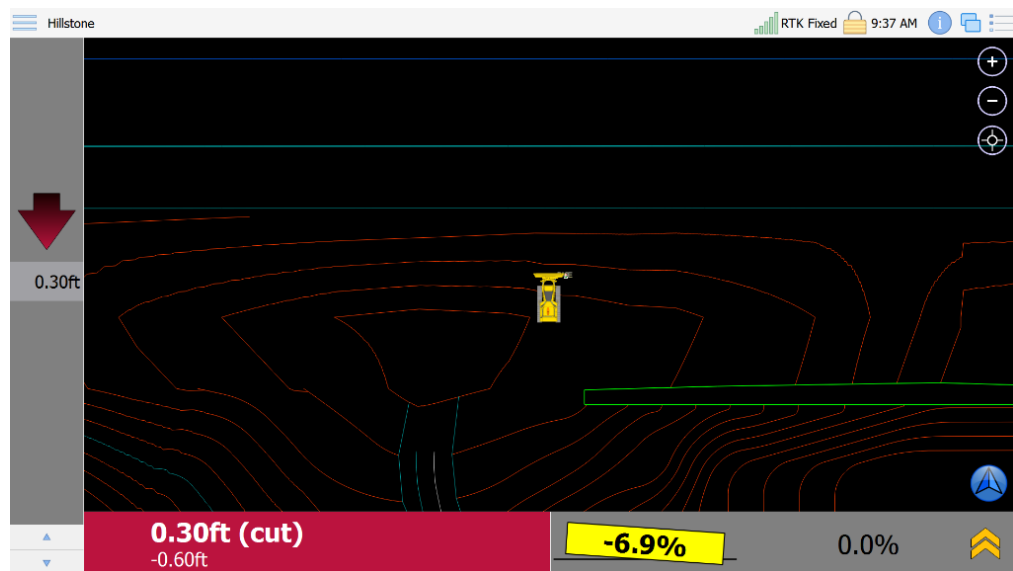 Hillstone
RTK Fixed
9:37 AM
i
0.30ft
0.30ft (cut)
-0.60ft
-6.9%
0.0%